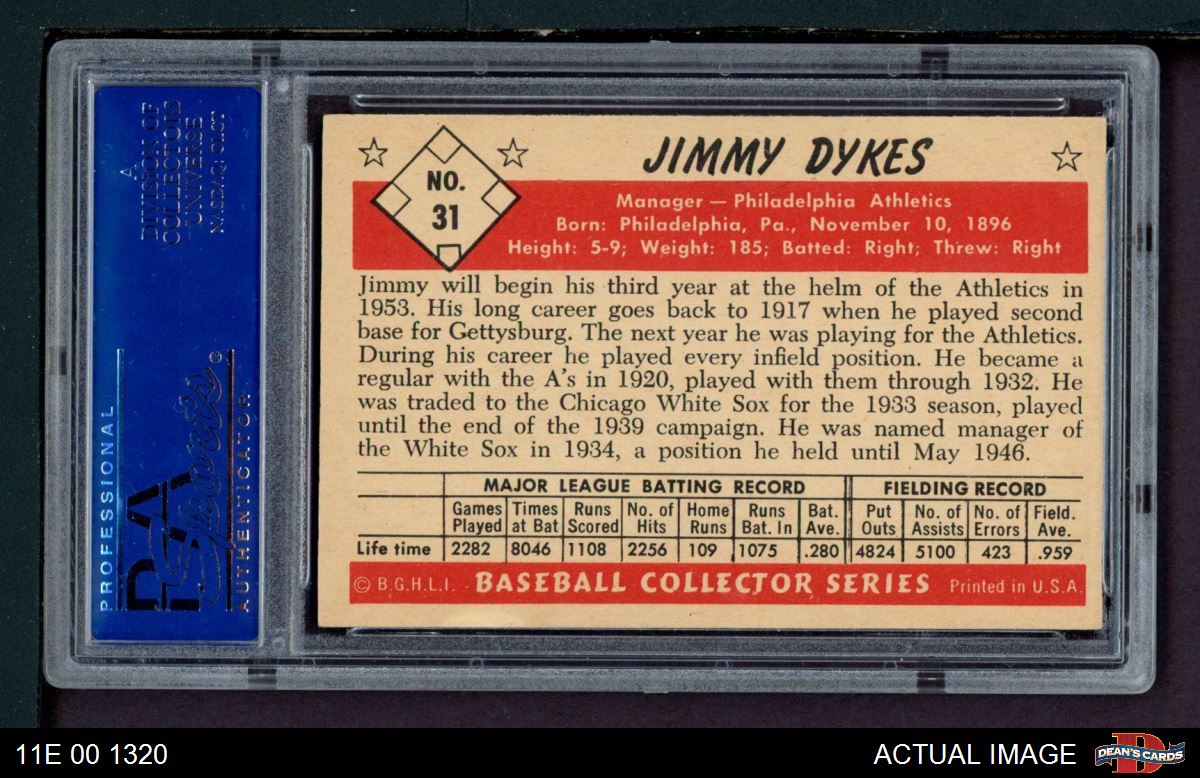 A
DIVISION OF
COLLECTORS
UNIVERSE
NASDAQ: CLCT
PROFESSIONAL
PSA
Sports
®
AUTHENTICATOR
NO.
31
JIMMY DYKES
Manager — Philadelphia Athletics
Born: Philadelphia, Pa., November 10, 1896
Height: 5-9; Weight: 185; Batted: Right; Threw: Right
Jimmy will begin his third year at the helm of the Athletics in
1953. His long career goes back to 1917 when he played second
base for Gettysburg. The next year he was playing for the Athletics.
During his career he played every infield position. He became a
regular with the A's in 1920, played with them through 1932. He
was traded to the Chicago White Sox for the 1933 season, played
until the end of the 1939 campaign. He was named manager of
the White Sox in 1934, a position he held until May 1946.
MAJOR LEAGUE BATTING RECORD FIELDING RECORD
Games Times Runs No. of Home Runs Bat. Put No. of No. of Field.
Played at Bat Scored Hits Runs Bat. In Ave. Outs Assists Errors Ave.
Life time 2282 8046 1108 2256 109 1075 .280 4824 5100 423 .959
© B.G.H.L.I. BASEBALL COLLECTOR SERIES Printed in U.S.A.
11E 00 1320
ACTUAL IMAGE
DEAN'S CARDS